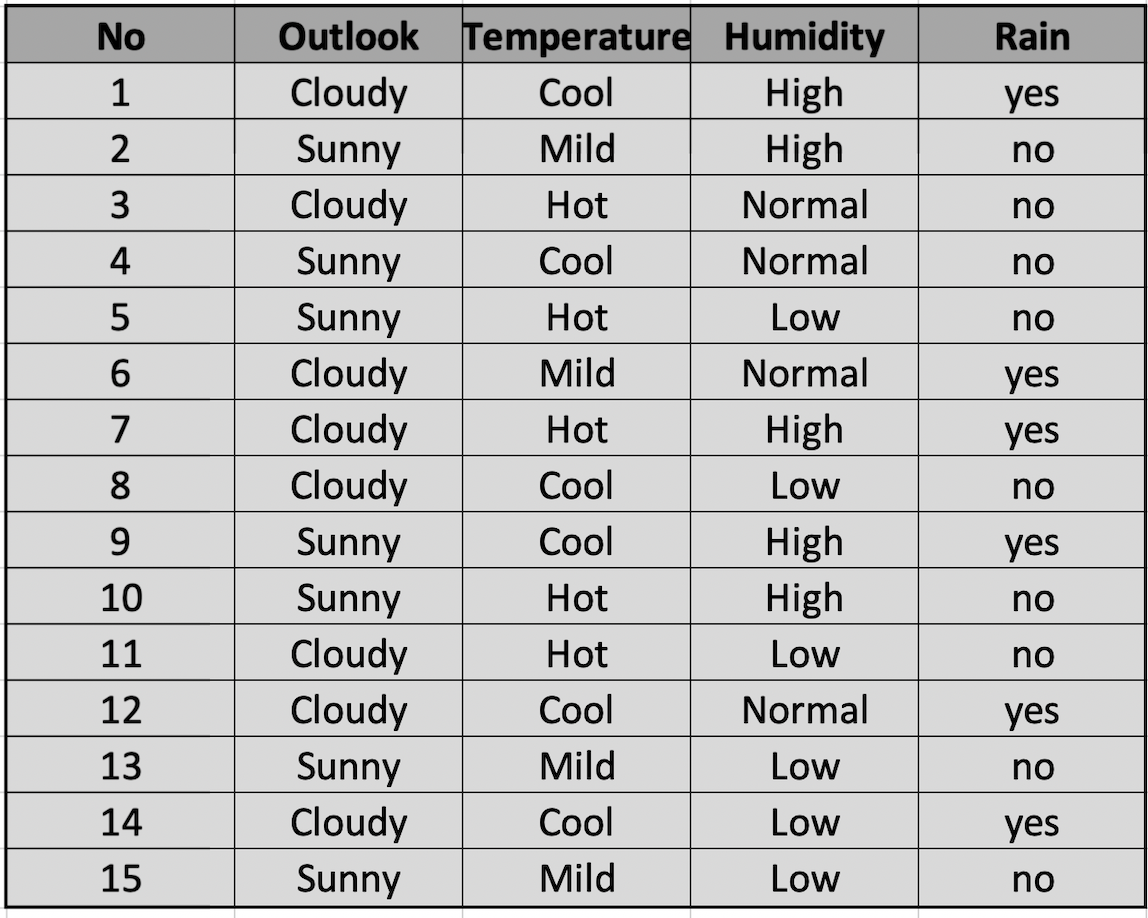 No Outlook Temperature Humidity Rain
1 Cloudy Cool High yes
2 Sunny Mild High no
3 Cloudy Hot Normal no
4 Sunny Cool Normal no
5 Sunny Hot Low no
6 Cloudy Mild Normal yes
7 Cloudy Hot High yes
8 Cloudy Cool Low no
9 Sunny Cool High yes
10 Sunny Hot High no
11 Cloudy Hot Low no
12 Cloudy Cool Normal yes
13 Sunny Mild Low no
14 Cloudy Cool Low yes
15 Sunny Mild Low no